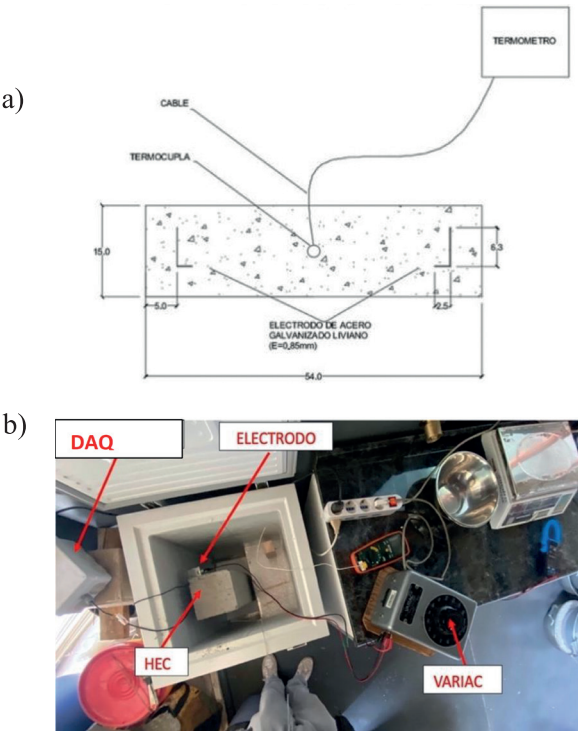 a)
TERMOMETRO
CABLE
TERMOCUPLA
15.0
6.3
5.0
2.5
ELECTRODO DE ACERO
GALVANIZADO LIVIANO
(E=0,85mm)
54.0
b)
DAQ
ELECTRODO
HEC
VARIAC